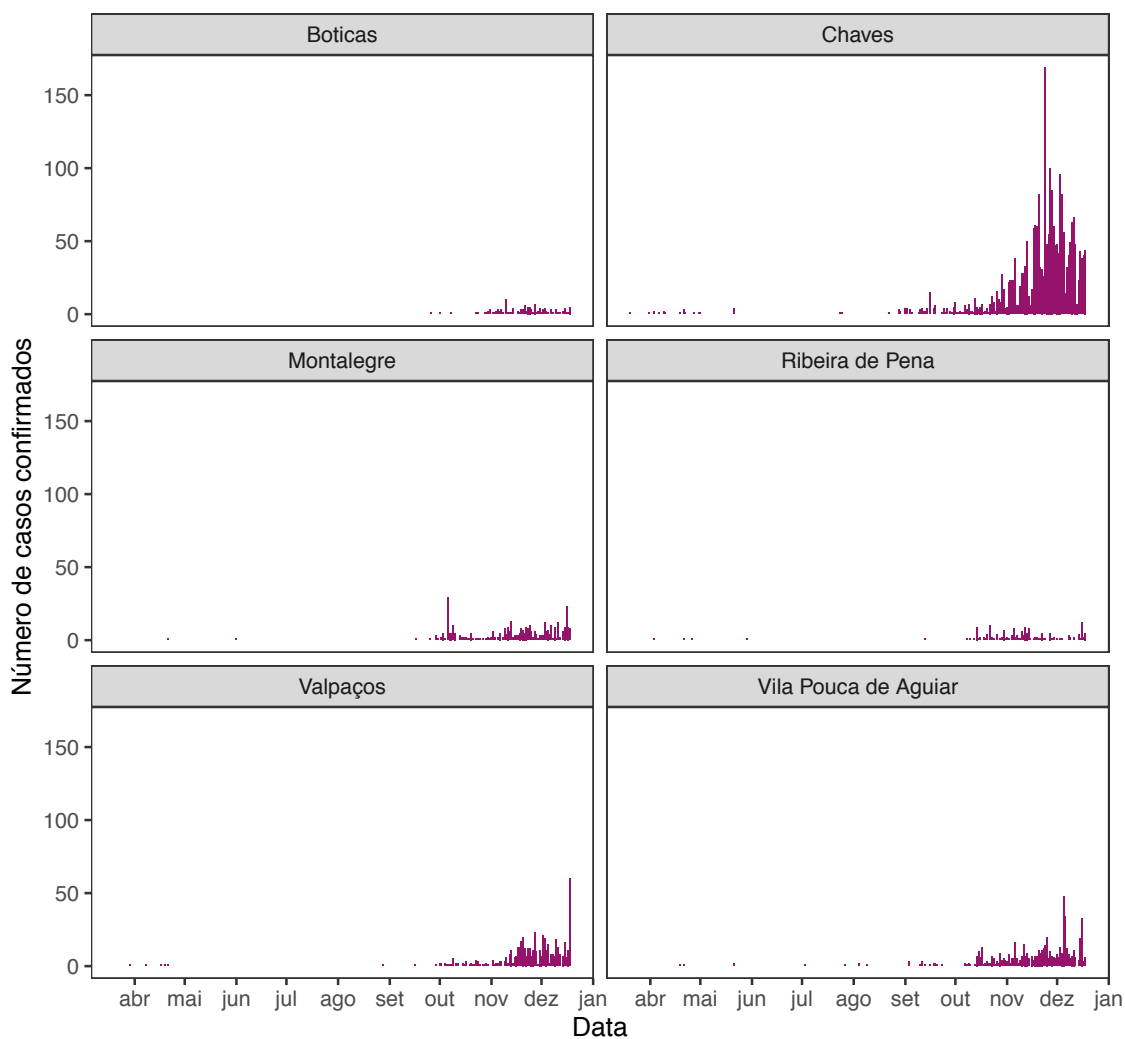 Boticas
Chaves
150
100
50
0
Montalegre
Ribeira de Pena
150
100
50
0
Número de casos confirmados
Valpaços
Vila Pouca de Aguiar
150
100
50
0
abr mai jun jul ago set out nov dez jan
abr mai jun jul ago set out nov dez jan
Data